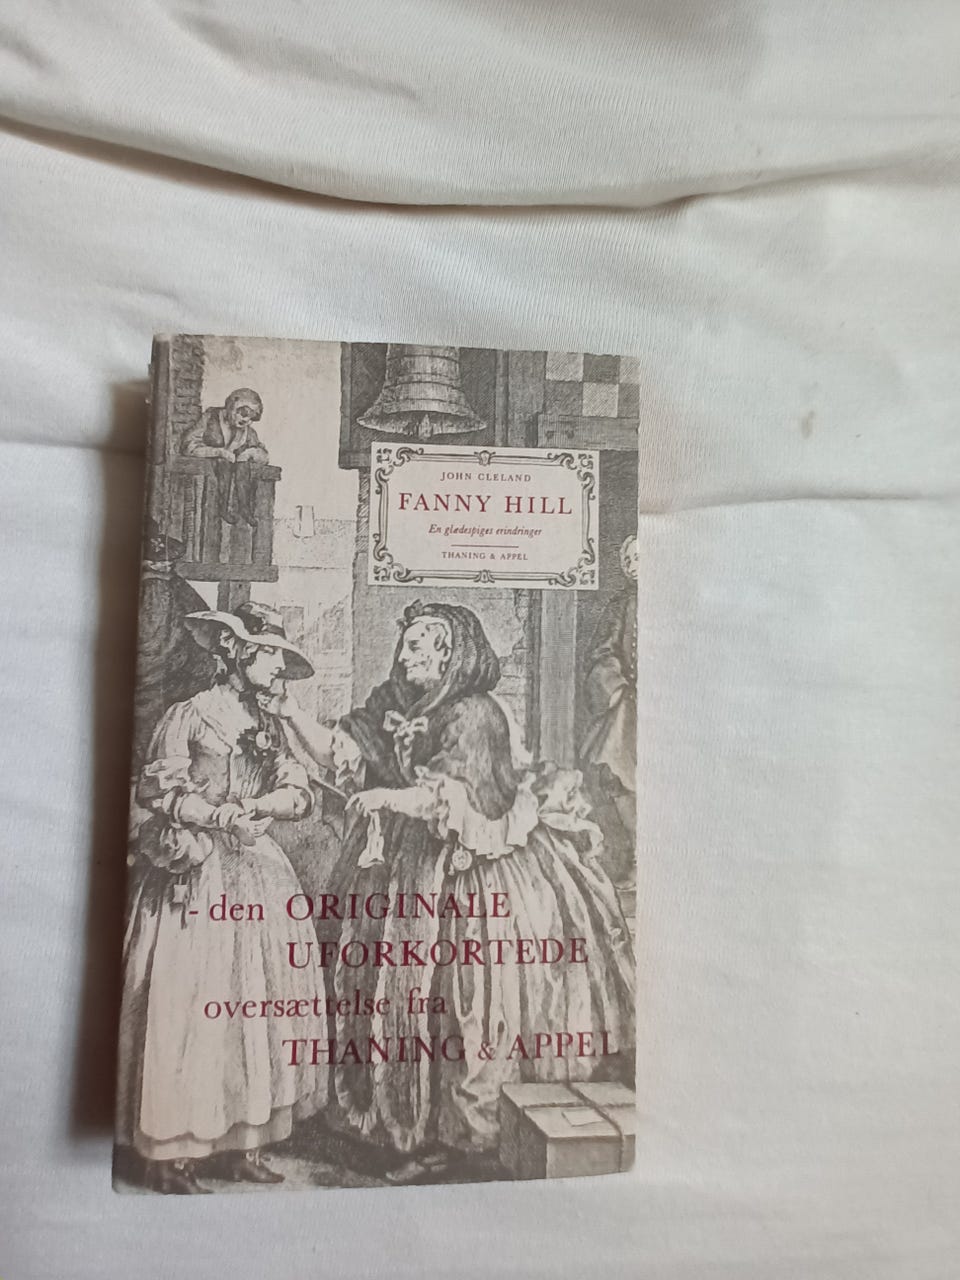 JOHN CLELAND
FANNY HILL
En glædespiges erindringer
THANING & APPEL
- den ORIGINALE
UFORKORTEDE
oversættelse fra
THANING & APPEL